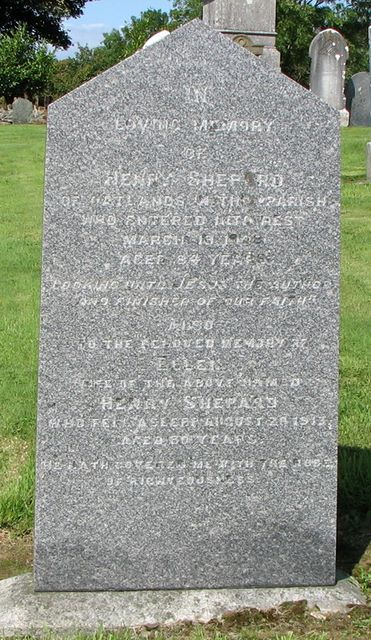 IN
LOVING MEMORY
OF
HENRY SHEPARD
OF OATLANDS IN THIS PARISH
WHO ENTERED INTO REST
MARCH 13
AGED 84 YEARS
"LOOKING UNTO JESUS THE AUTHOR
AND FINISHER OF OUR FAITH"
ALSO
TO THE BELOVED MEMORY OF
ELLEN
WIFE OF THE ABOVE NAMED
HENRY SHEPARD
WHO FELL ASLEEP AUGUST 28 1913,
AGED 80 YEARS.
HE HATH COVERED ME WITH THE ROBE
OF RIGHTEOUSNESS